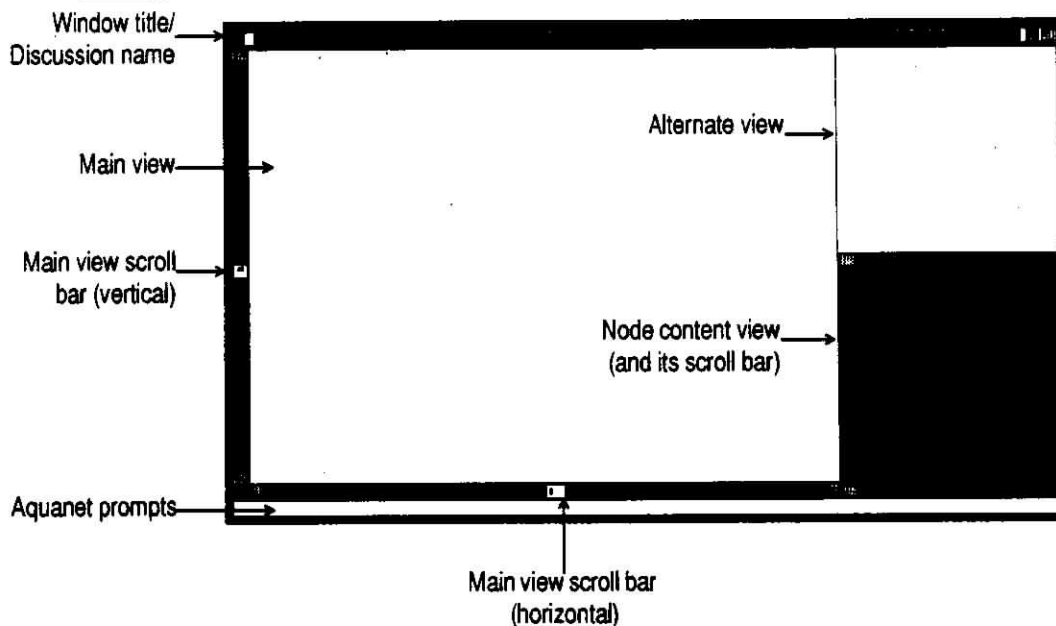 Window title/
Discussion name
Main view
Alternate view
Main view scroll
bar (vertical)
Node content view
(and its scroll bar)
Aquanet prompts
Main view scroll bar
(horizontal)